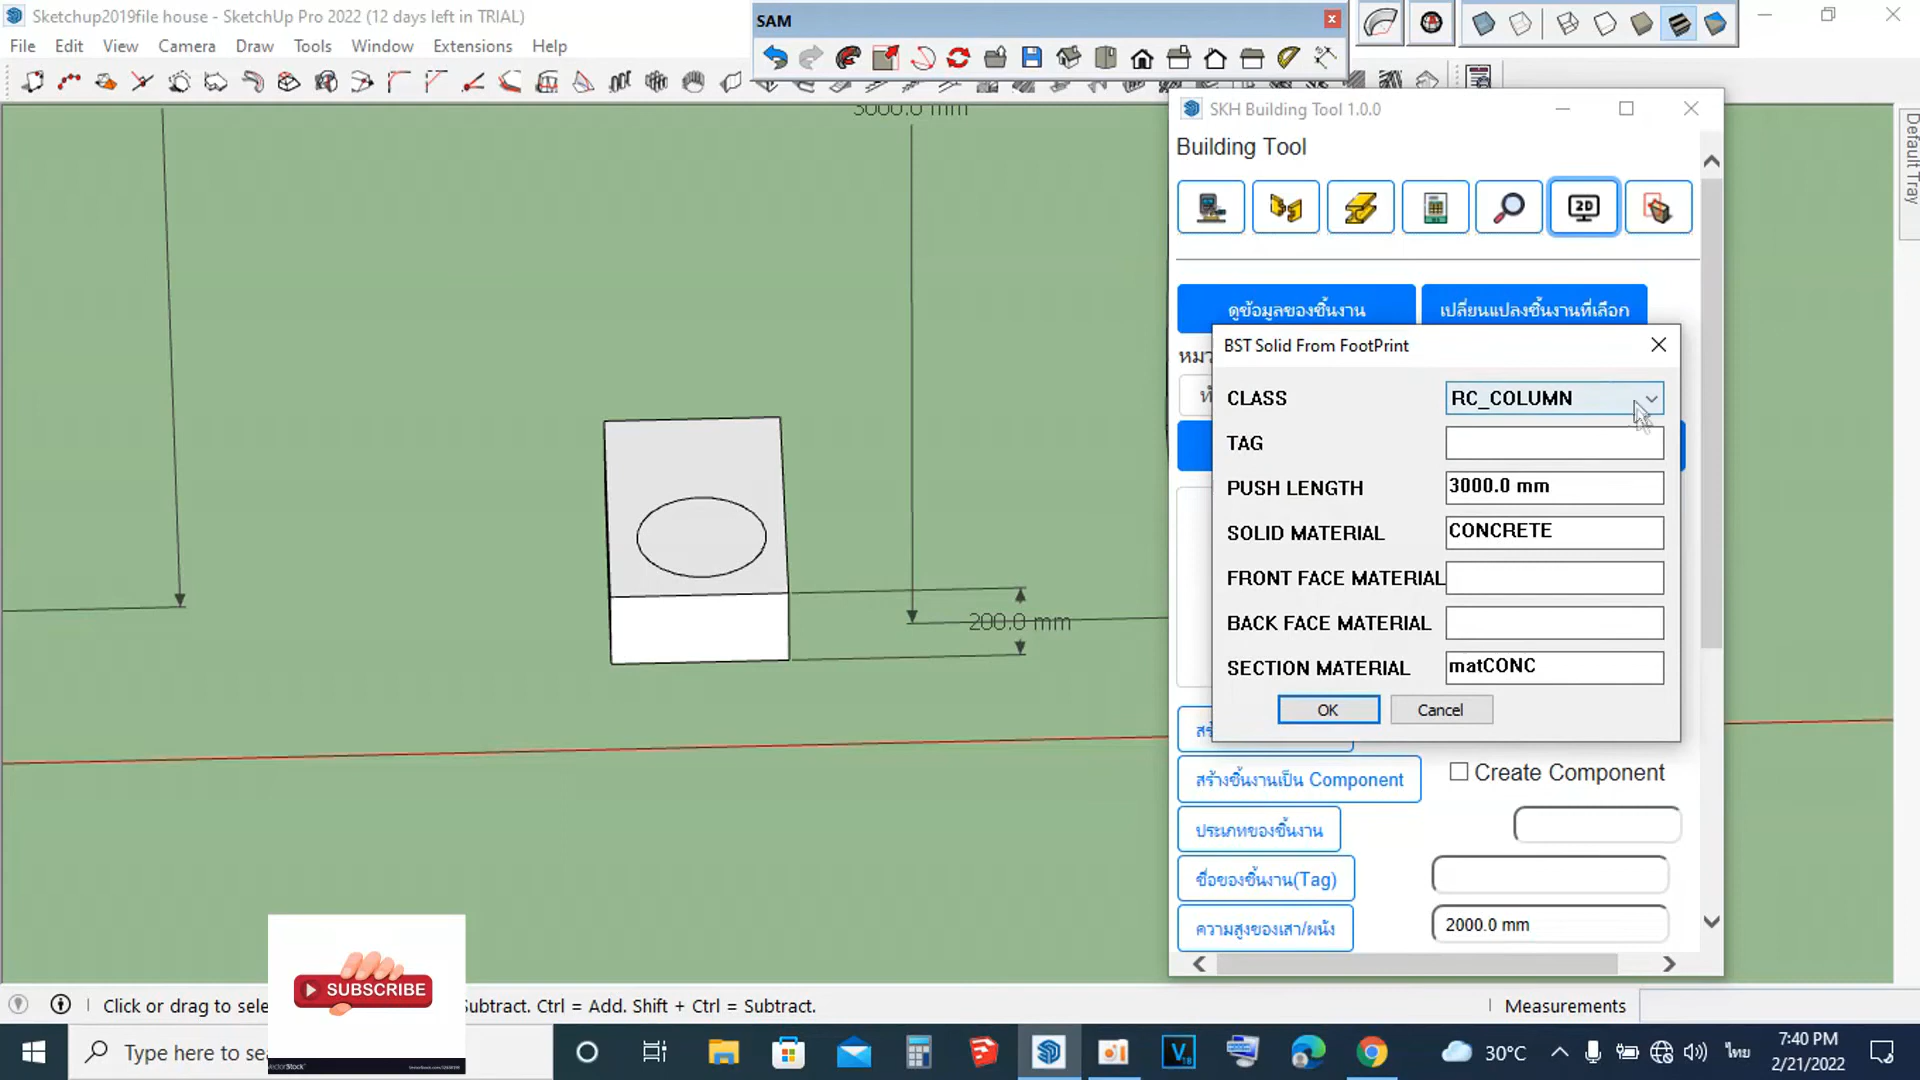 Sketchup2019file house - SketchUp Pro 2022 (12 days left in TRIAL)
SAM
File Edit View Camera Draw Tools Window Extensions Help
3000.0 mm
Default Tray
SKH Building Tool 1.0.0
Building Tool
2D
ดูข้อมูลของชิ้นงาน เปลี่ยนแปลงชิ้นงานที่เลือก
BST Solid From FootPrint
CLASS RC_COLUMN
TAG
PUSH LENGTH 3000.0 mm
SOLID MATERIAL CONCRETE
FRONT FACE MATERIAL
BACK FACE MATERIAL
SECTION MATERIAL matCONC
OK Cancel
200.0 mm
สร้างชิ้นงานเป็น Component Create Component
ประเภทของชิ้นงาน
ชื่อของชิ้นงาน(Tag)
ความสูงของเสา/ผนัง 2000.0 mm
SUBSCRIBE
Click or drag to sele
Subtract. Ctrl = Add. Shift + Ctrl = Subtract.
Measurements
Type here to sea
30°C
ไทย
7:40 PM
2/21/2022